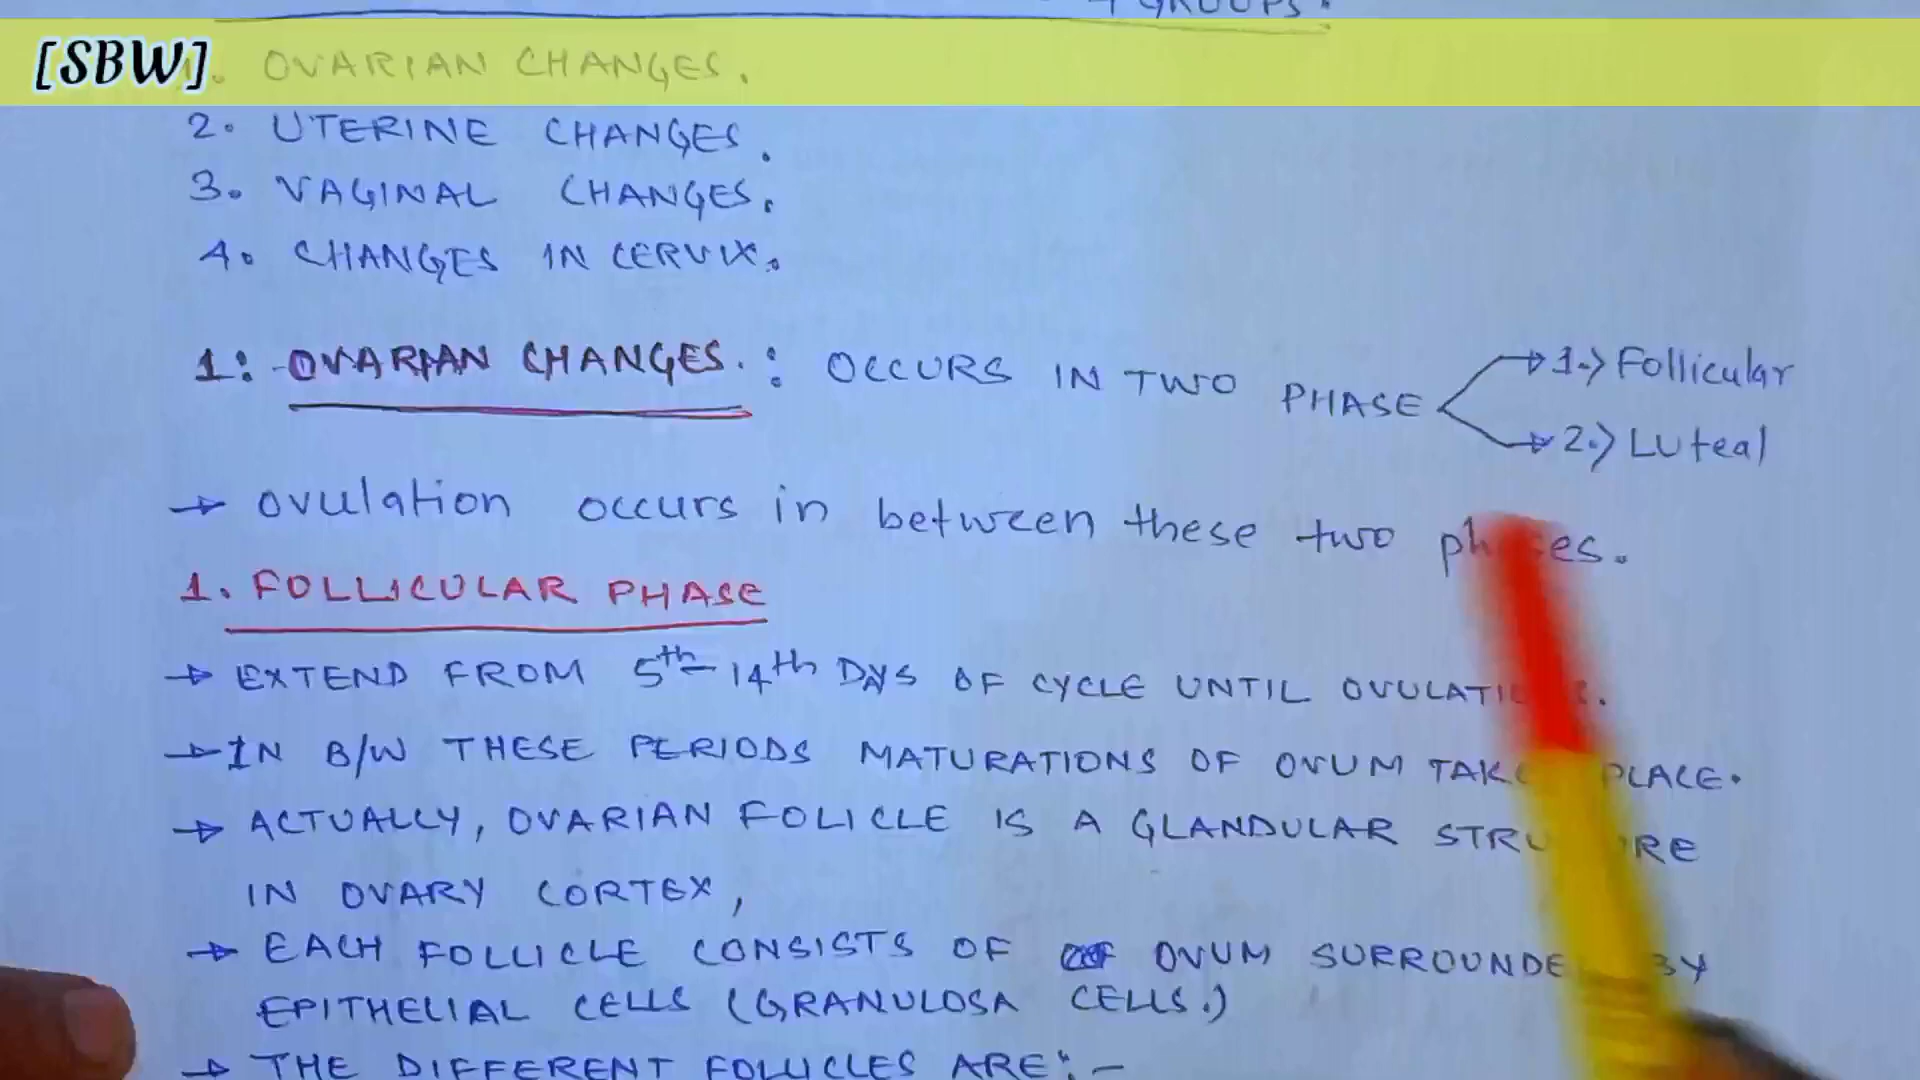 4 GROUPS.
[SBW] 1. OVARIAN CHANGES.
2. UTERINE CHANGES.
3. VAGINAL CHANGES.
4. CHANGES IN CERVIX.
1: OVARIAN CHANGES. : OCCURS IN TWO PHASE
1.) Follicular
2.) Luteal
ovulation occurs in between these two
1. FOLLICULAR PHASE
EXTEND FROM 5th - 14th DAYS OF CYCLE UNTIL
IN B/W THESE PERIODS MATURATIONS OF OVUM PLACE.
ACTUALLY, OVARIAN FOLICLE IS A GLANDULAR
IN OVARY CORTEX,
EACH FOLLICLE CONSISTS OF OVUM
EPITHELIAL CELLS (GRANULOSA CELLS.)
THE DIFFERENT FOLLICLES ARE:-